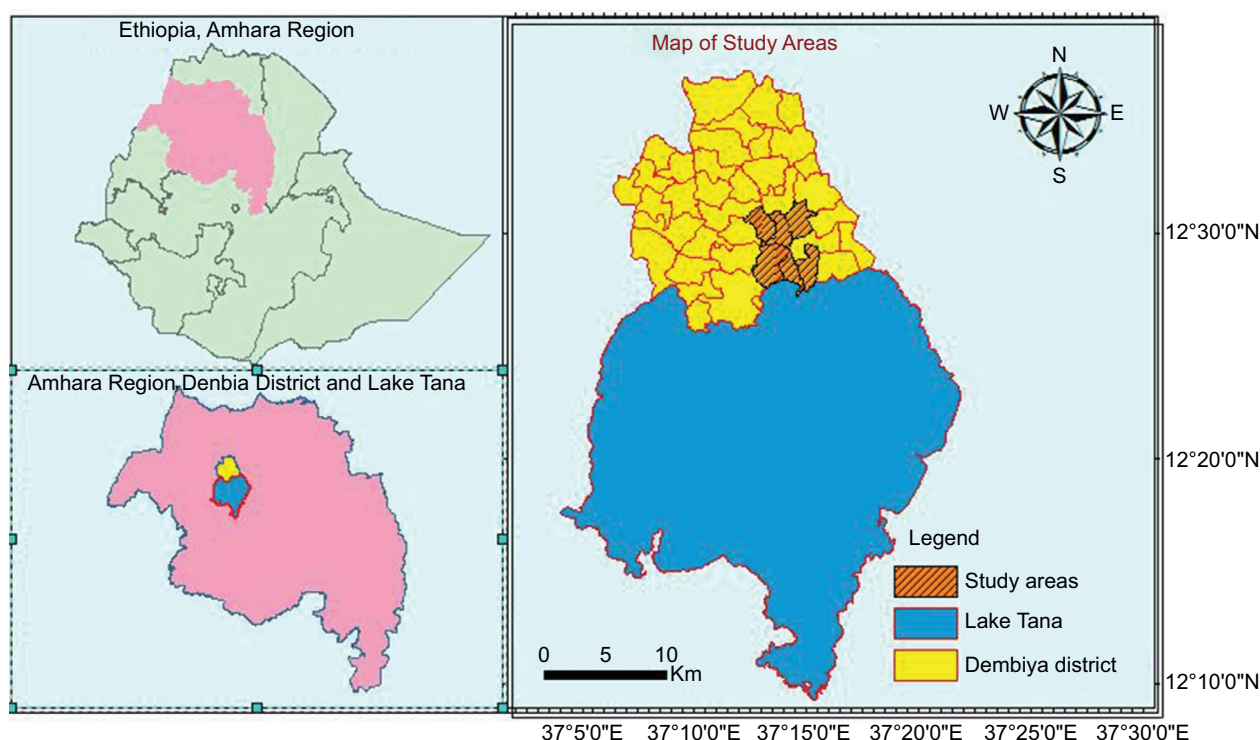 Ethiopia, Amhara Region
Amhara Region Denbia District and Lake Tana
Map of Study Areas
N
W
E
S
12°30'0"N
12°20'0"N
12°10'0"N
Legend
Study areas
Lake Tana
Dembiya district
0 5 10
Km
37°5'0"E 37°10'0"E 37°15'0"E 37°20'0"E 37°25'0"E 37°30'0"E